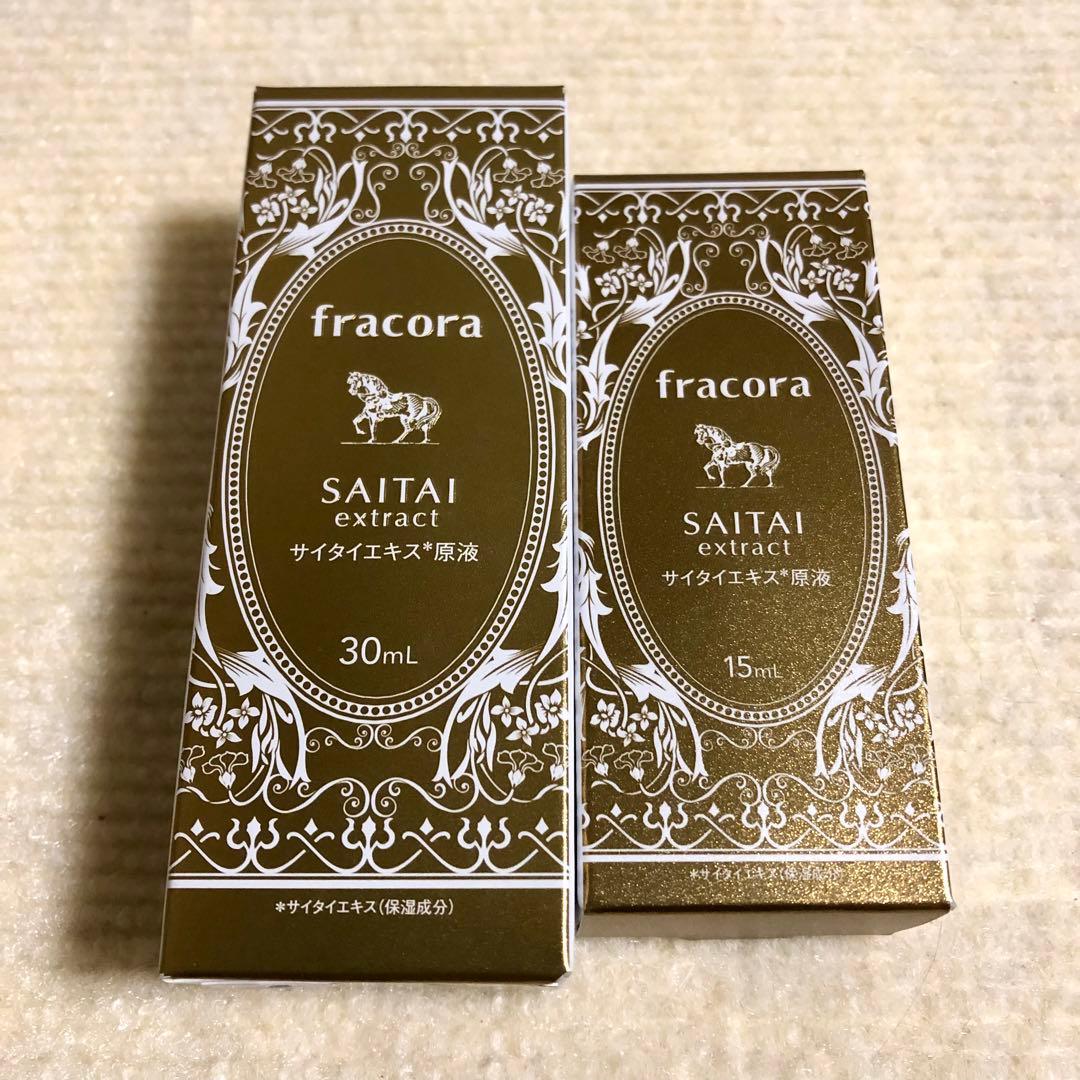 fracora
SAITAI
extract
サイタイエキス*原液
30mL
*サイタイエキス(保湿成分)
fracora
SAITAI
extract
サイタイエキス*原液
15mL
*サイタイエキス(保湿成分)